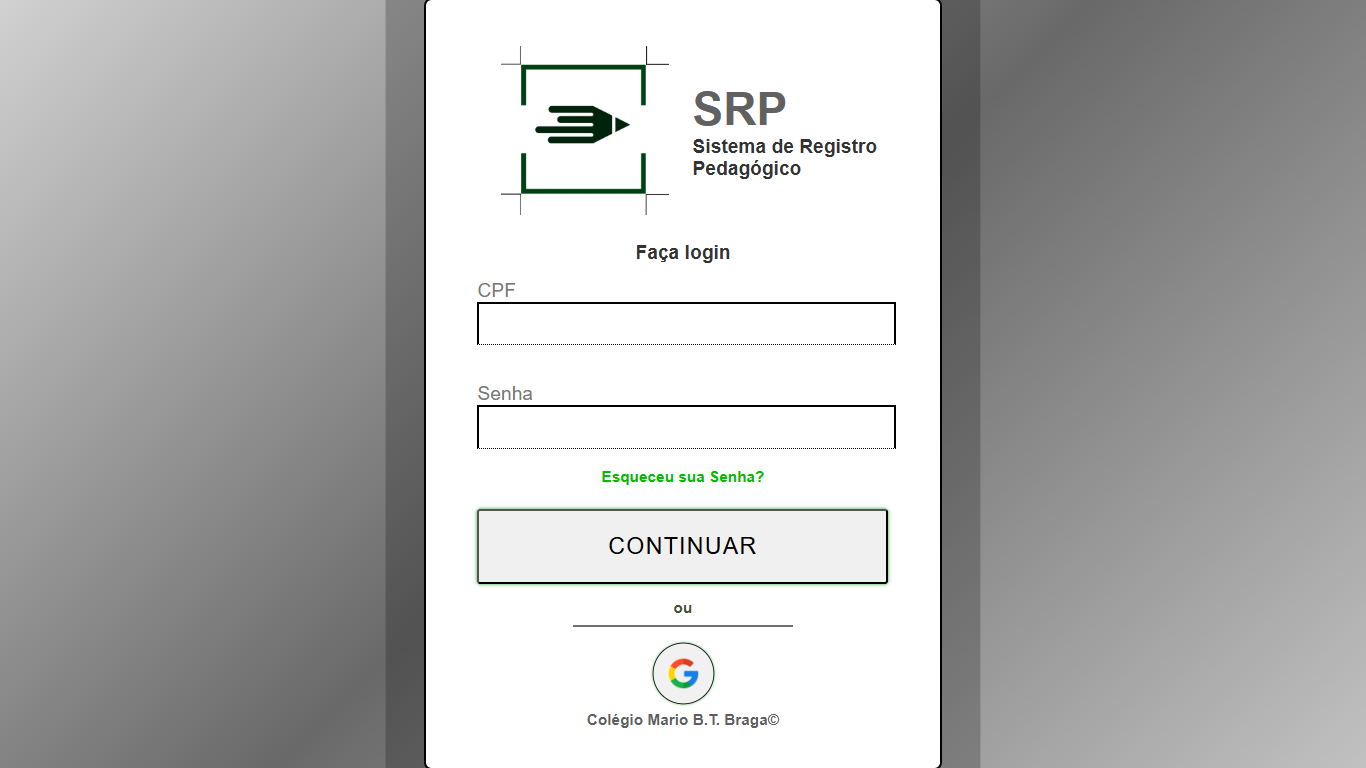 SRP
Sistema de Registro
Pedagógico
Faça login
CPF
Senha
Esqueceu sua Senha?
CONTINUAR
ou
Colégio Mario B.T. Braga©